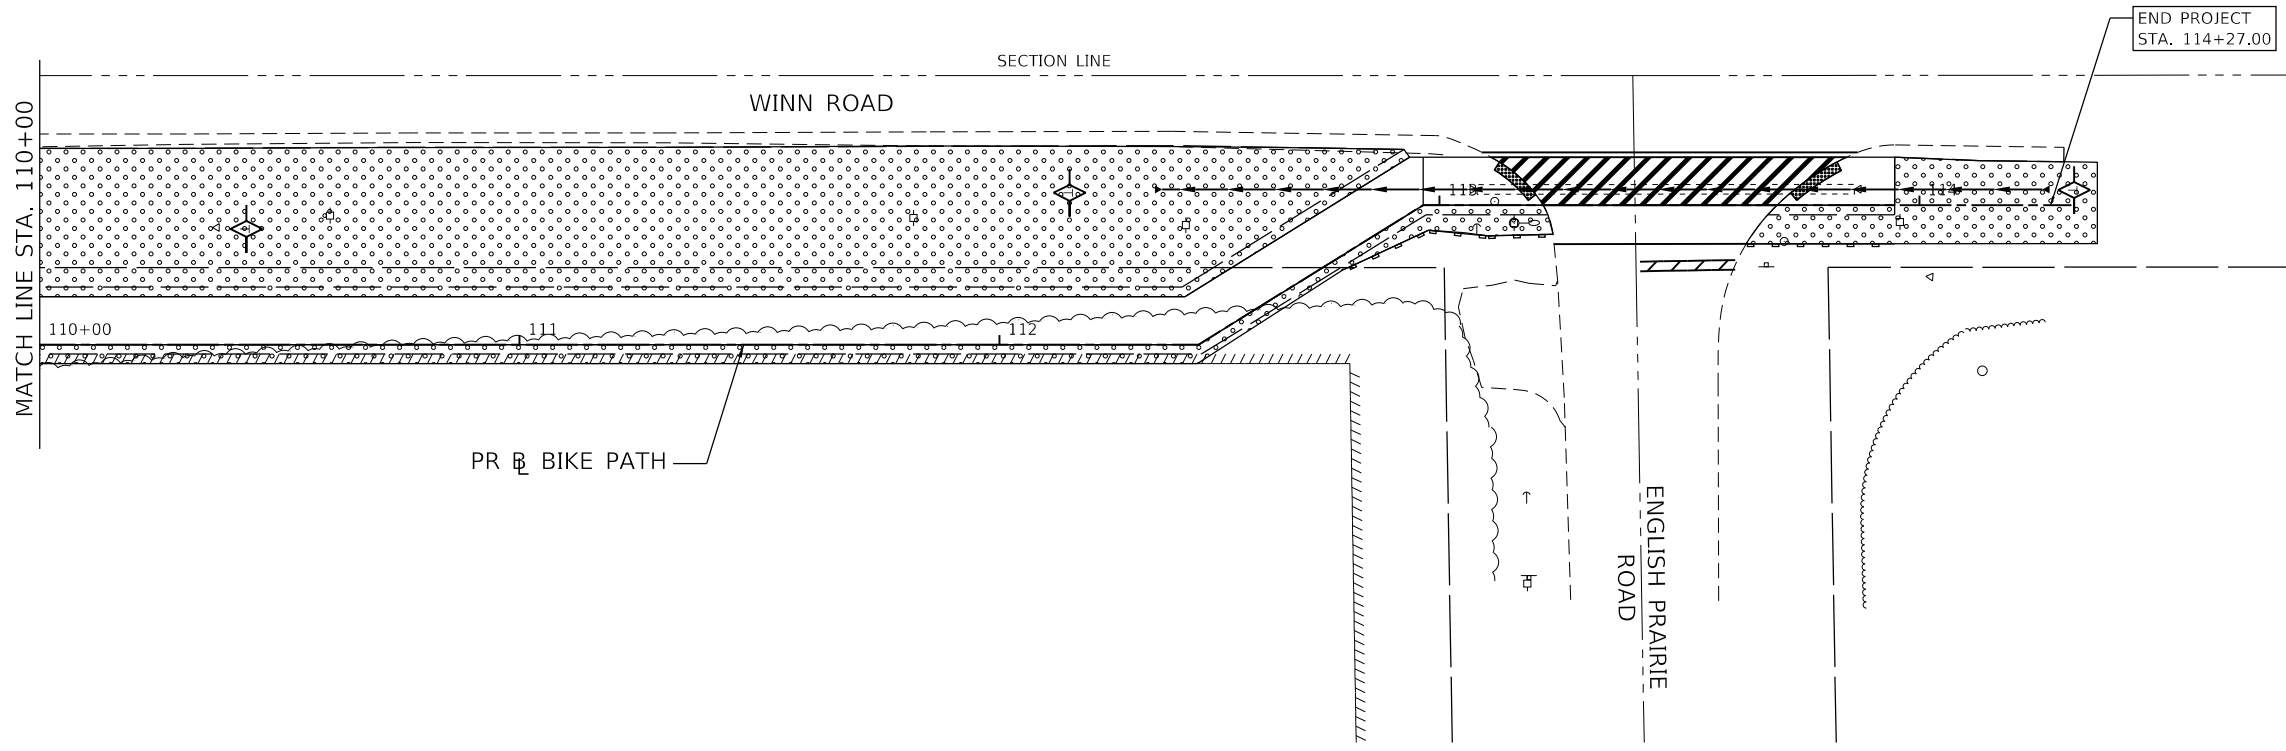 END PROJECT
STA. 114+27.00
SECTION LINE
WINN ROAD
MATCH LINE STA 110+00
113
114
110+00
111
112
PR BL BIKE PATH
ENGLISH PRAIRIE
ROAD